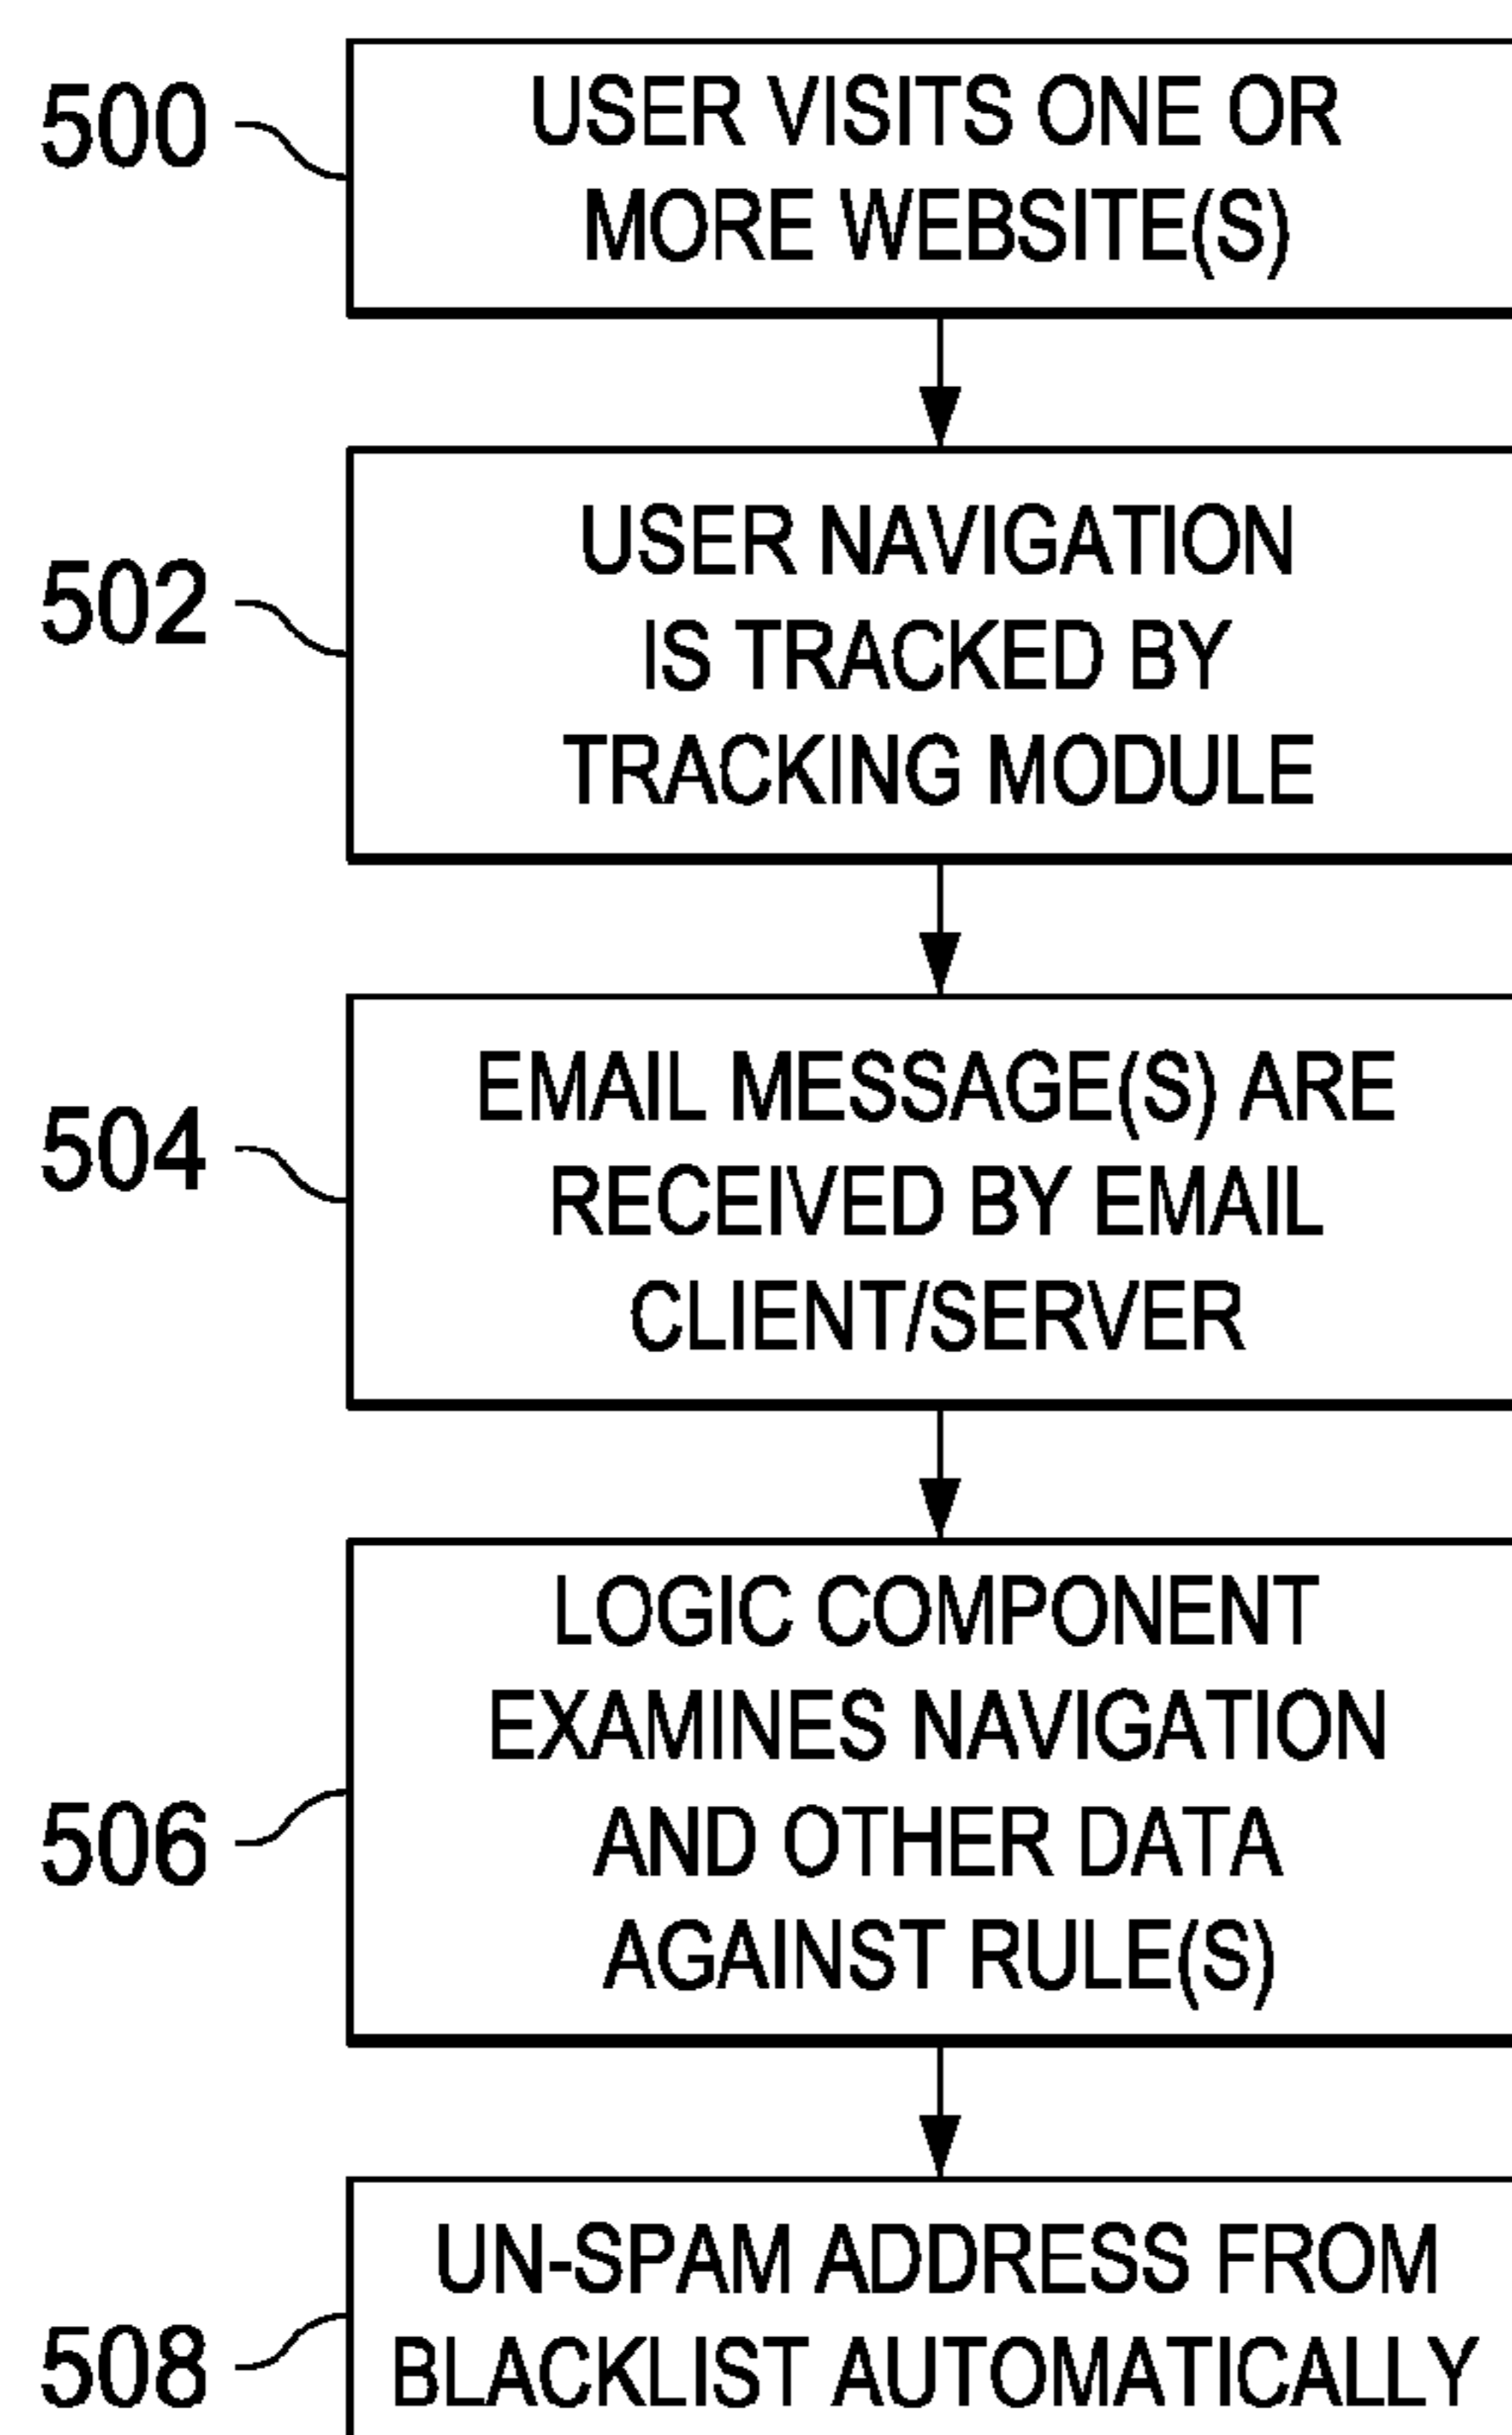 500
USER VISITS ONE OR
MORE WEBSITE(S)
502
USER NAVIGATION
IS TRACKED BY
TRACKING MODULE
504
EMAIL MESSAGE(S) ARE
RECEIVED BY EMAIL
CLIENT/SERVER
506
LOGIC COMPONENT
EXAMINES NAVIGATION
AND OTHER DATA
AGAINST RULE(S)
508
UN-SPAM ADDRESS FROM
BLACKLIST AUTOMATICALLY